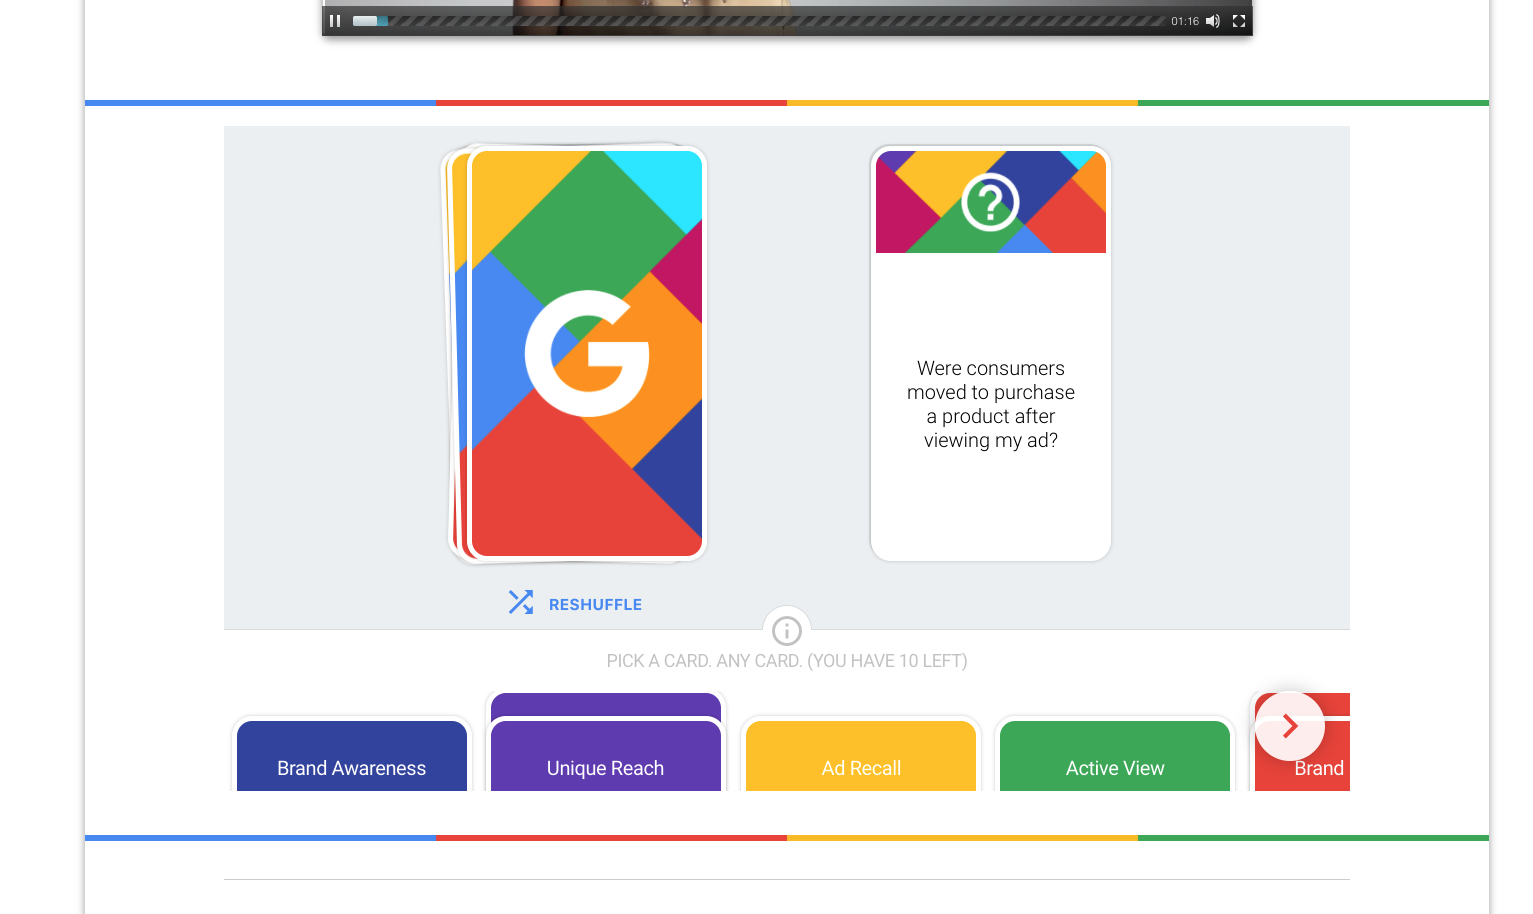 01:16
G
?
Were consumers
moved to purchase
a product after
viewing my ad?
RESHUFFLE
PICK A CARD. ANY CARD. (YOU HAVE 10 LEFT)
Brand Awareness
Unique Reach
Ad Recall
Active View
Brand